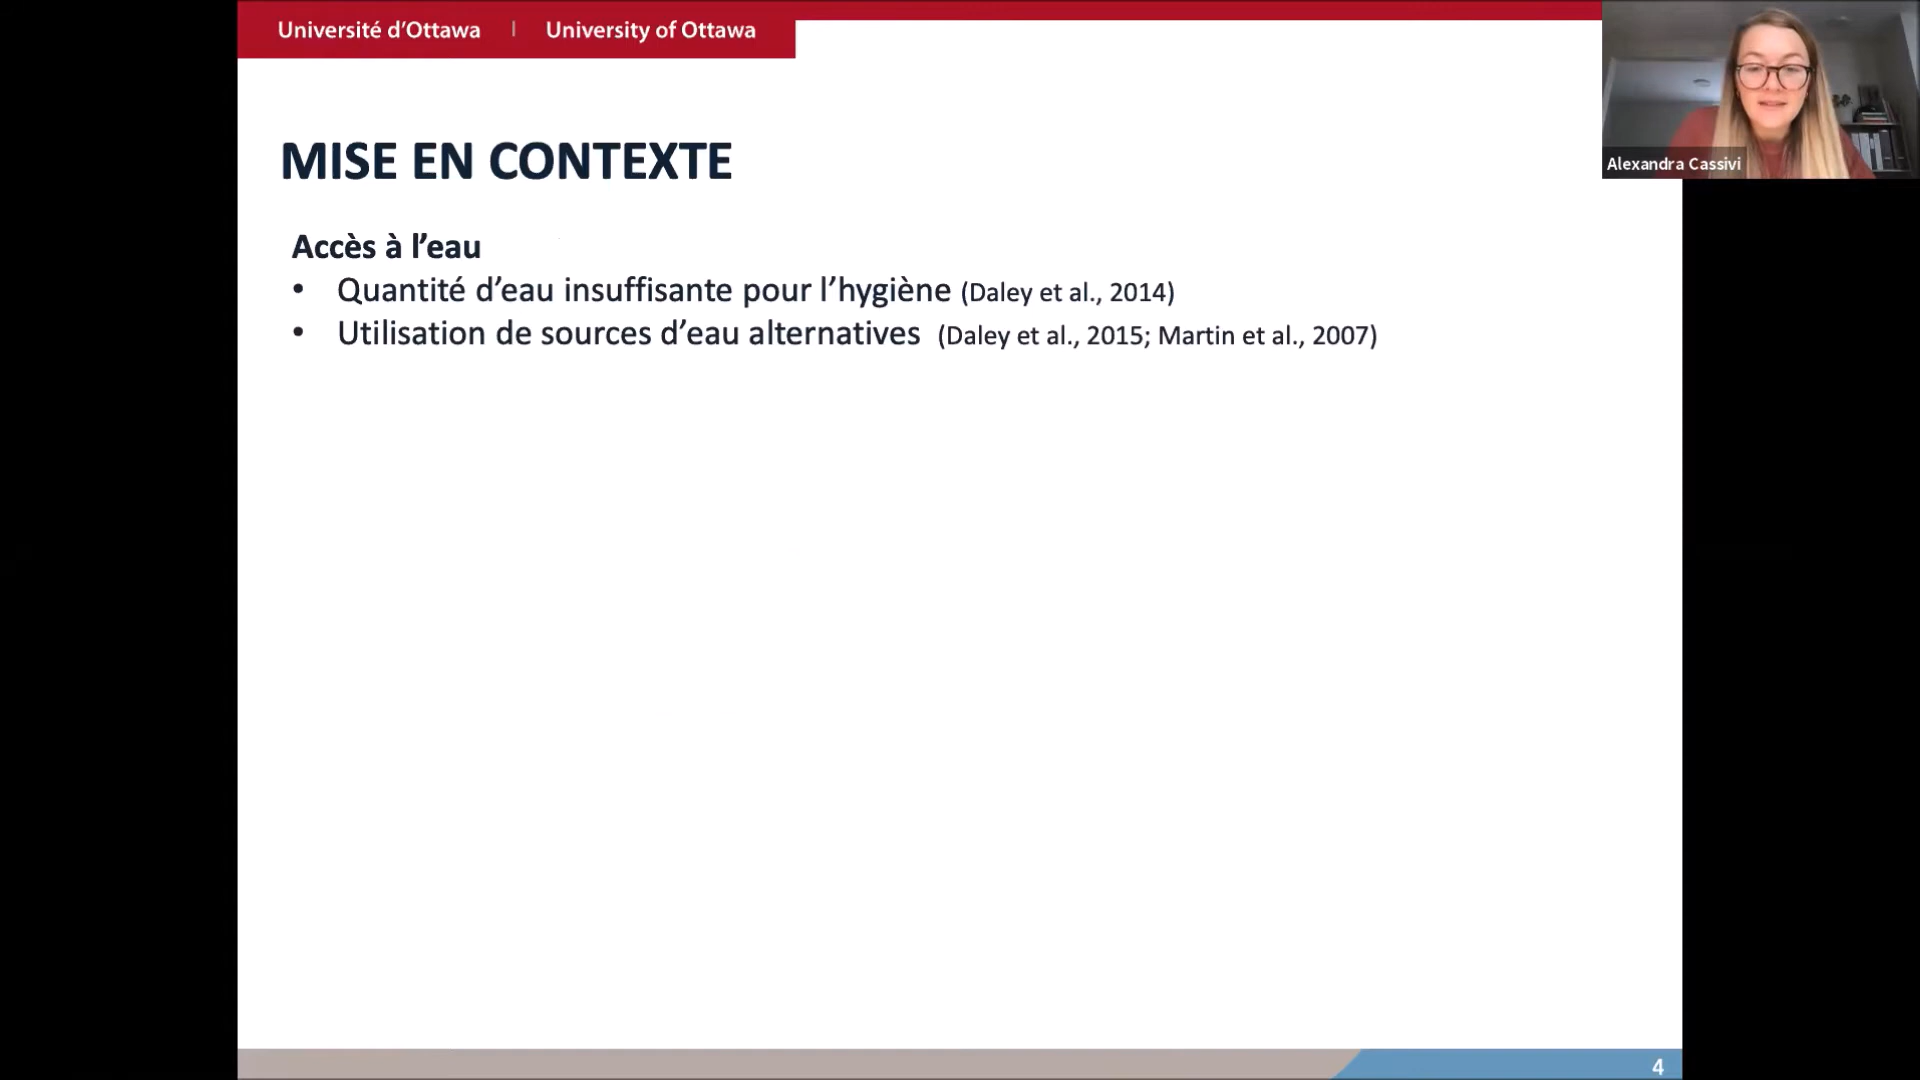 Université d'Ottawa | University of Ottawa
Alexandra Cassivi
MISE EN CONTEXTE
Accès à l'eau
• Quantité d'eau insuffisante pour l'hygiène (Daley et al., 2014)
• Utilisation de sources d'eau alternatives (Daley et al., 2015; Martin et al., 2007)
4